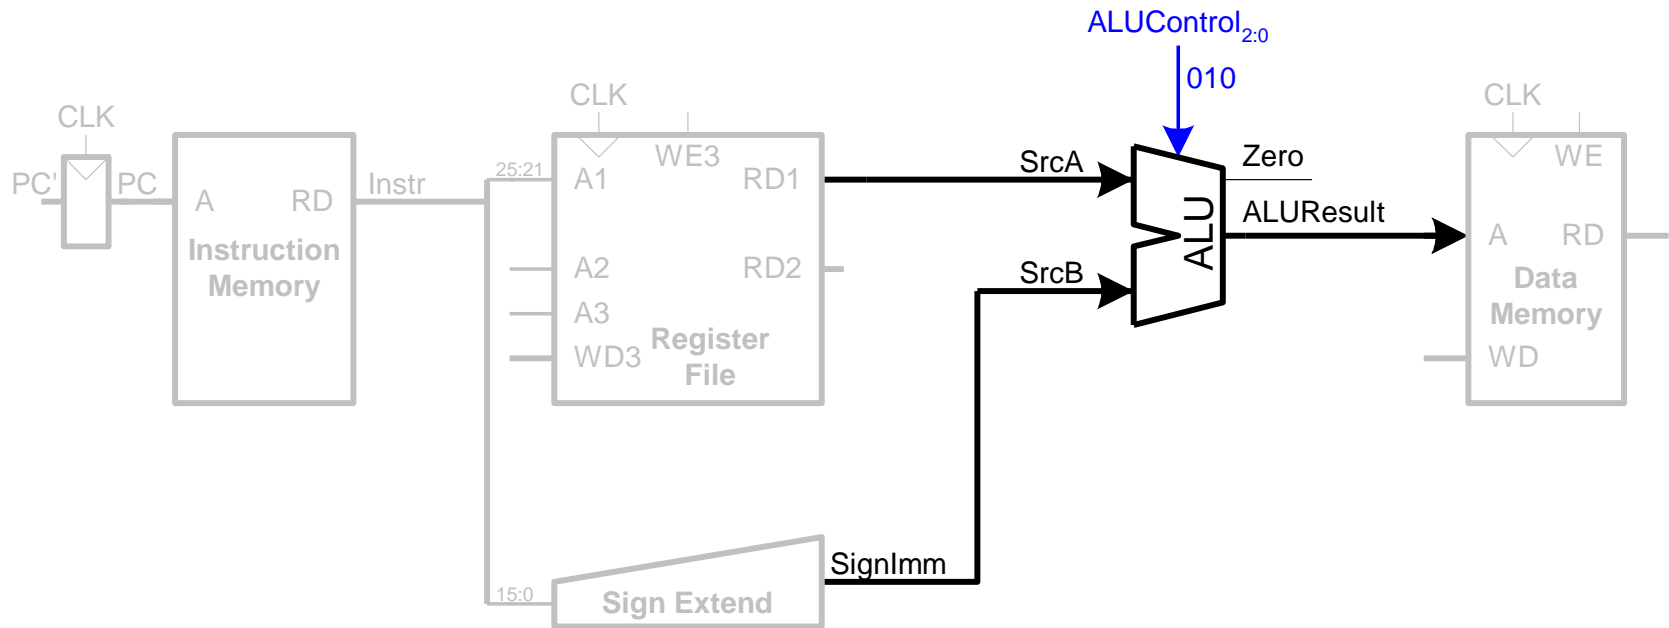 ALUControl2:0
010
CLK
CLK
CLK
PC'
PC
A
RD
Instr
Instruction
Memory
25:21
A1
WE3
RD1
A2
RD2
A3
WD3
Register
File
SrcA
SrcB
ALU
Zero
ALUResult
WE
A
RD
Data
Memory
WD
15:0
Sign Extend
SignImm